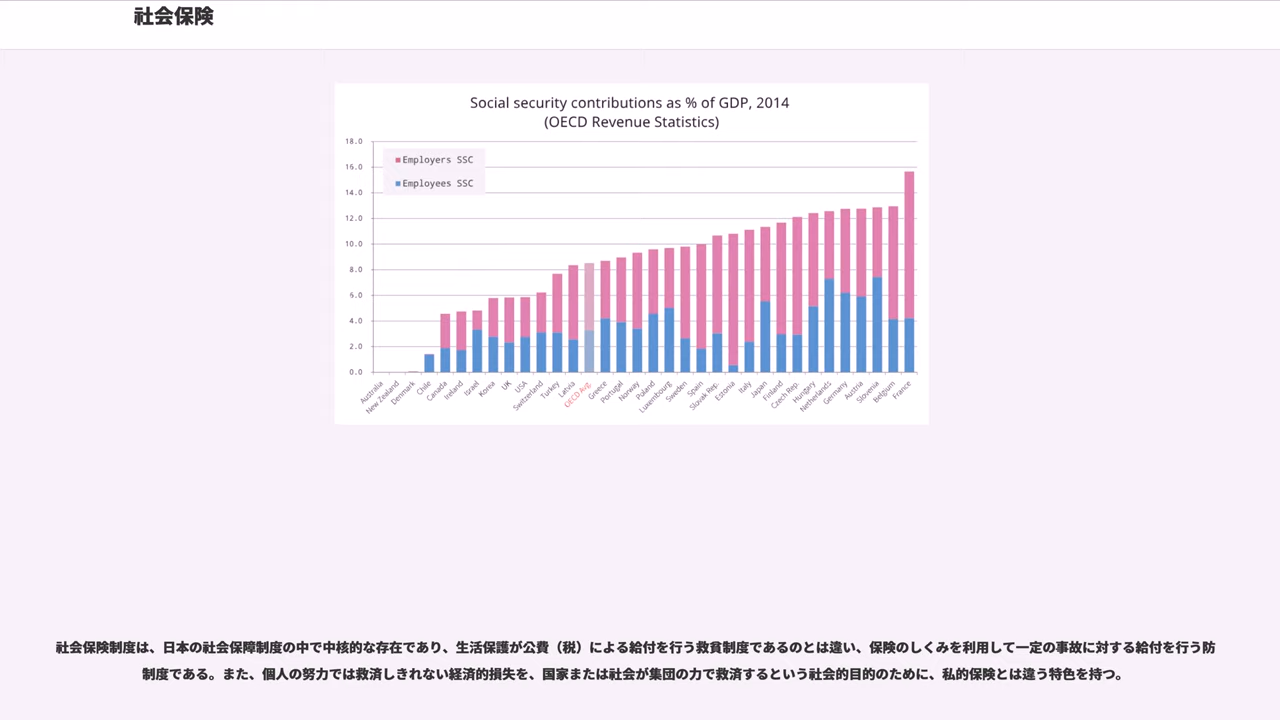 社会保険
Social security contributions as % of GDP, 2014
(OECD Revenue Statistics)
18.0
16.0
14.0
12.0
10.0
8.0
6.0
4.0
2.0
0.0
Employers SSC
Employees SSC
Australia
New Zealand
Denmark
Chile
Canada
Ireland
Israel
Korea
UK
USA
Switzerland
Turkey
Latvia
OECD Avg.
Greece
Portugal
Norway
Poland
Luxembourg
Sweden
Spain
Slovak Rep.
Estonia
Italy
Japan
Finland
Czech Rep.
Hungary
Netherlands
Germany
Austria
Slovenia
Belgium
France
社会保険制度は、日本の社会保障制度の中で中核的な存在であり、生活保護が公費（税）による給付を行う救貧制度であるのとは違い、保険のしくみを利用して一定の事故に対する給付を行う防
制度である。また、個人の努力では救済しきれない経済的損失を、国家または社会が集団の力で救済するという社会的目的のために、私的保険とは違う特色を持つ。